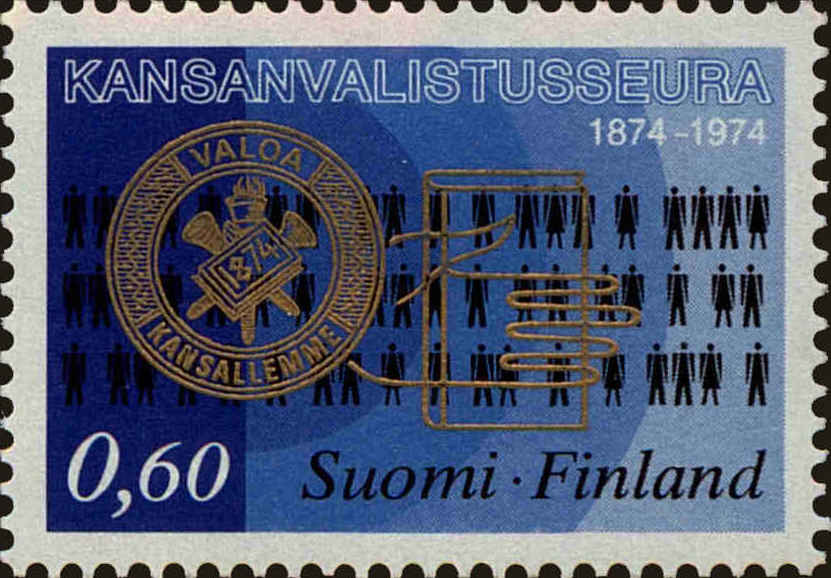 KANSANVALISTUSSEURA
1874-1974
VALOA
1874
KANSALLEMME
0,60
Suomi · Finland